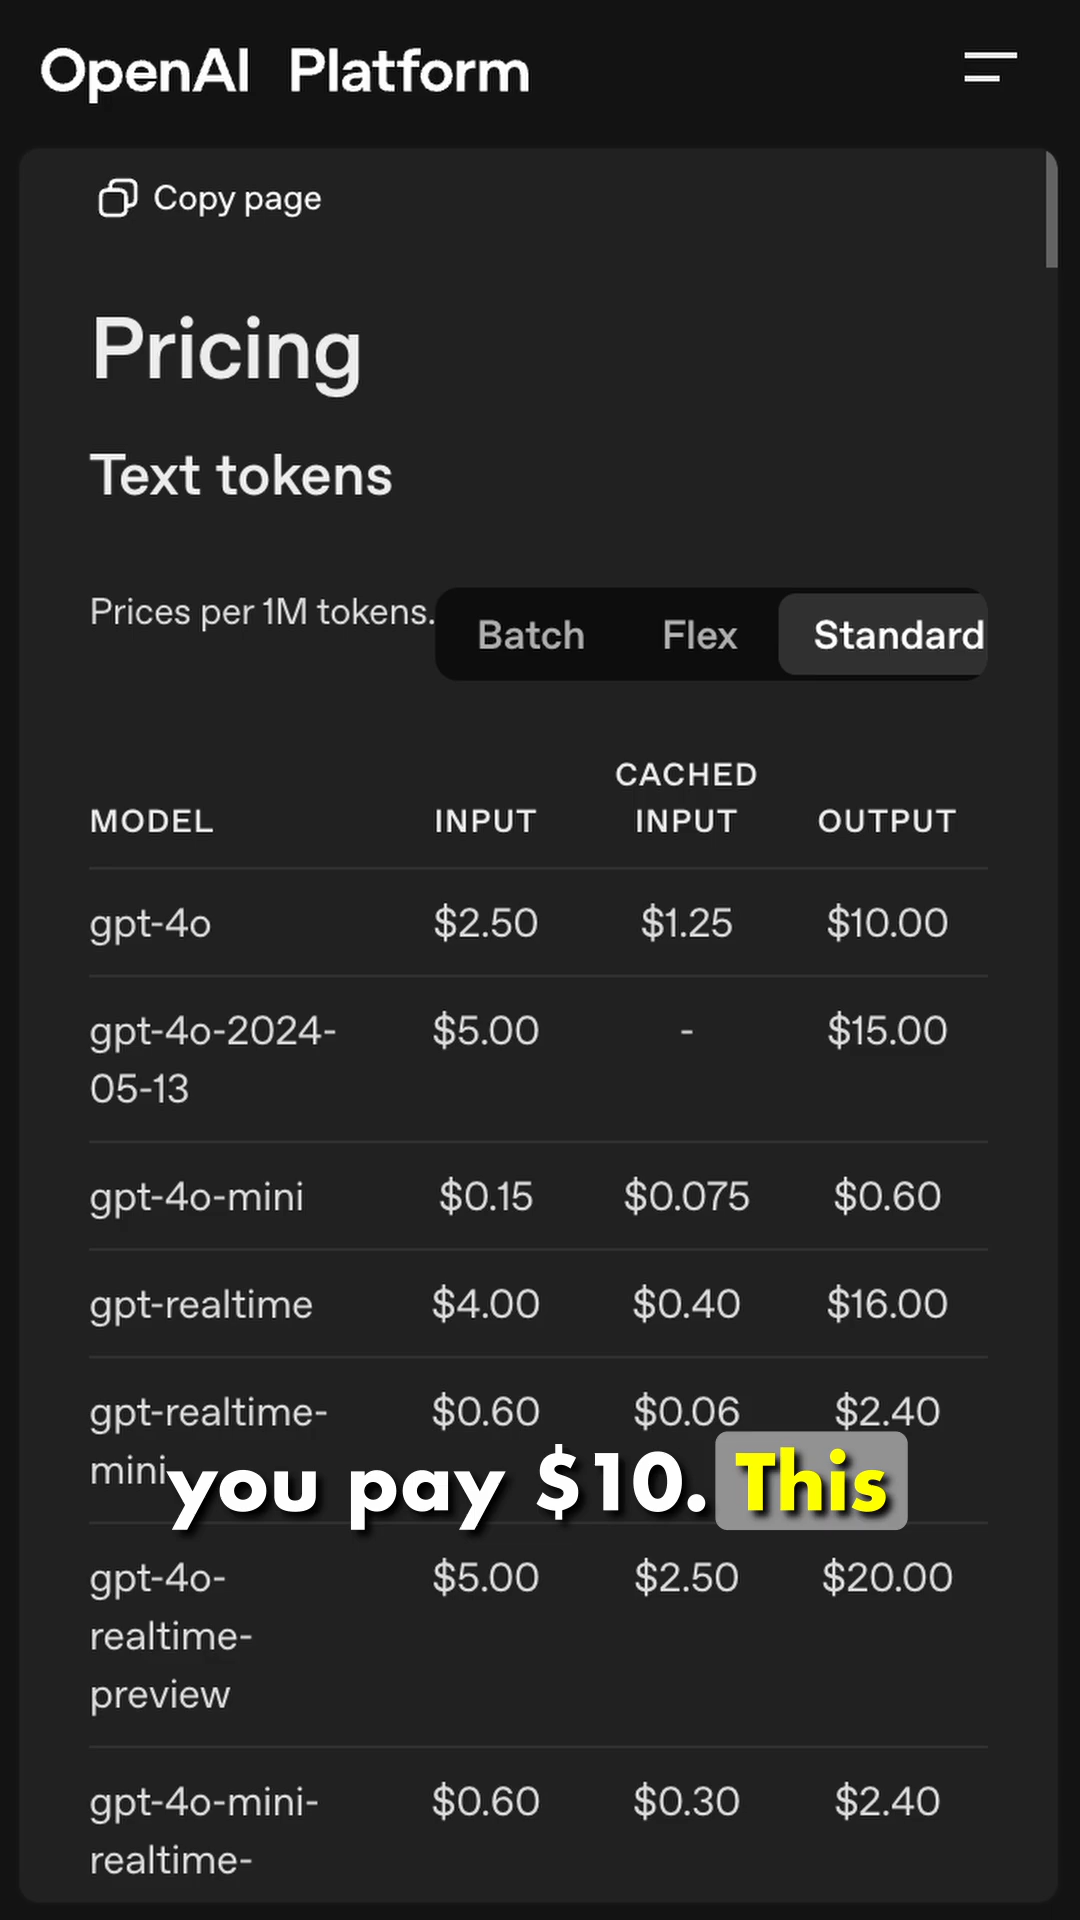 OpenAI Platform
Copy page
Pricing
Text tokens
Prices per 1M tokens.
Batch Flex Standard
CACHED
MODEL INPUT INPUT OUTPUT
gpt-4o $2.50 $1.25 $10.00
gpt-4o-2024- $5.00 - $15.00
05-13
gpt-4o-mini $0.15 $0.075 $0.60
gpt-realtime $4.00 $0.40 $16.00
gpt-realtime- $0.60 $0.06 $2.40
mini
you pay $10. This
gpt-4o- $5.00 $2.50 $20.00
realtime-
preview
gpt-4o-mini- $0.60 $0.30 $2.40
realtime-